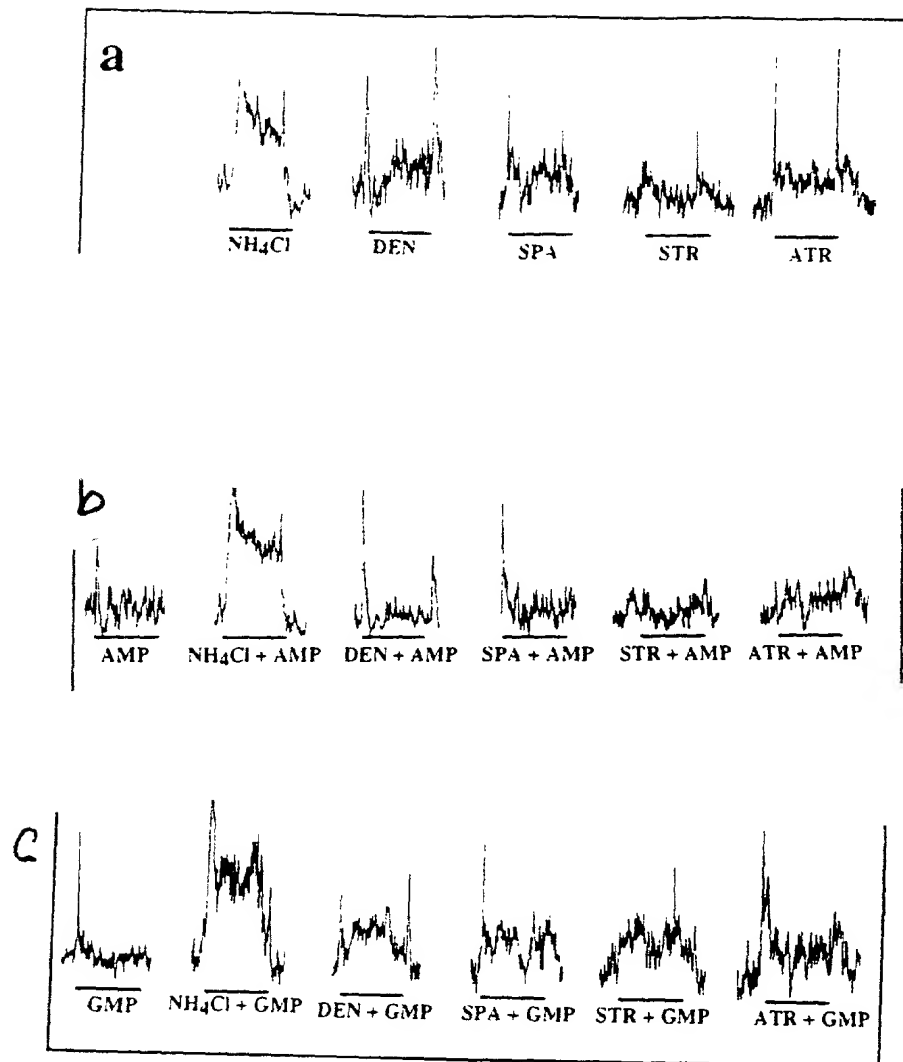 a
NH4Cl DEN SPA STR ATR
b
AMP NH4Cl + AMP DEN + AMP SPA + AMP STR + AMP ATR + AMP
C
GMP NH4Cl + GMP DEN + GMP SPA + GMP STR + GMP ATR + GMP